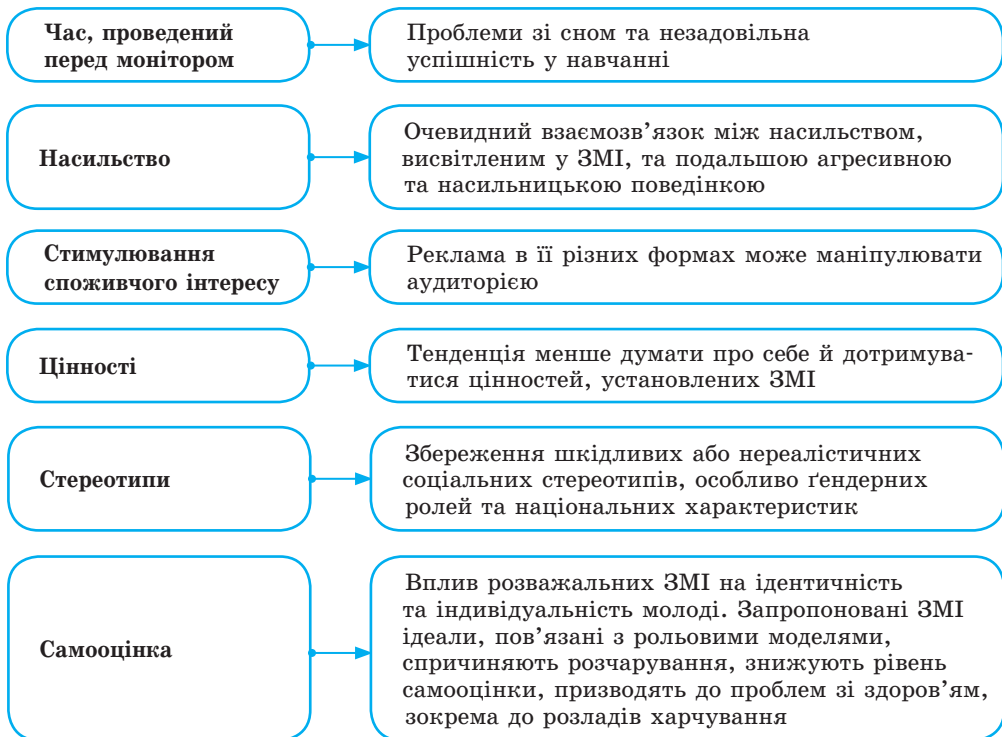 Час, проведений
перед монітором
Проблеми зі сном та незадовільна
успішність у навчанні
Насильство
Очевидний взаємозв’язок між насильством,
висвітленим у ЗМІ, та подальшою агресивною
та насильницькою поведінкою
Стимулювання
споживчого інтересу
Реклама в її різних формах може маніпулювати
аудиторією
Цінності
Тенденція менше думати про себе й дотримува-
тися цінностей, установлених ЗМІ
Стереотипи
Збереження шкідливих або нереалістичних
соціальних стереотипів, особливо ґендерних
ролей та національних характеристик
Самооцінка
Вплив розважальних ЗМІ на ідентичність
та індивідуальність молоді. Запропоновані ЗМІ
ідеали, пов’язані з рольовими моделями,
спричиняють розчарування, знижують рівень
самооцінки, призводять до проблем зі здоров’ям,
зокрема до розладів харчування